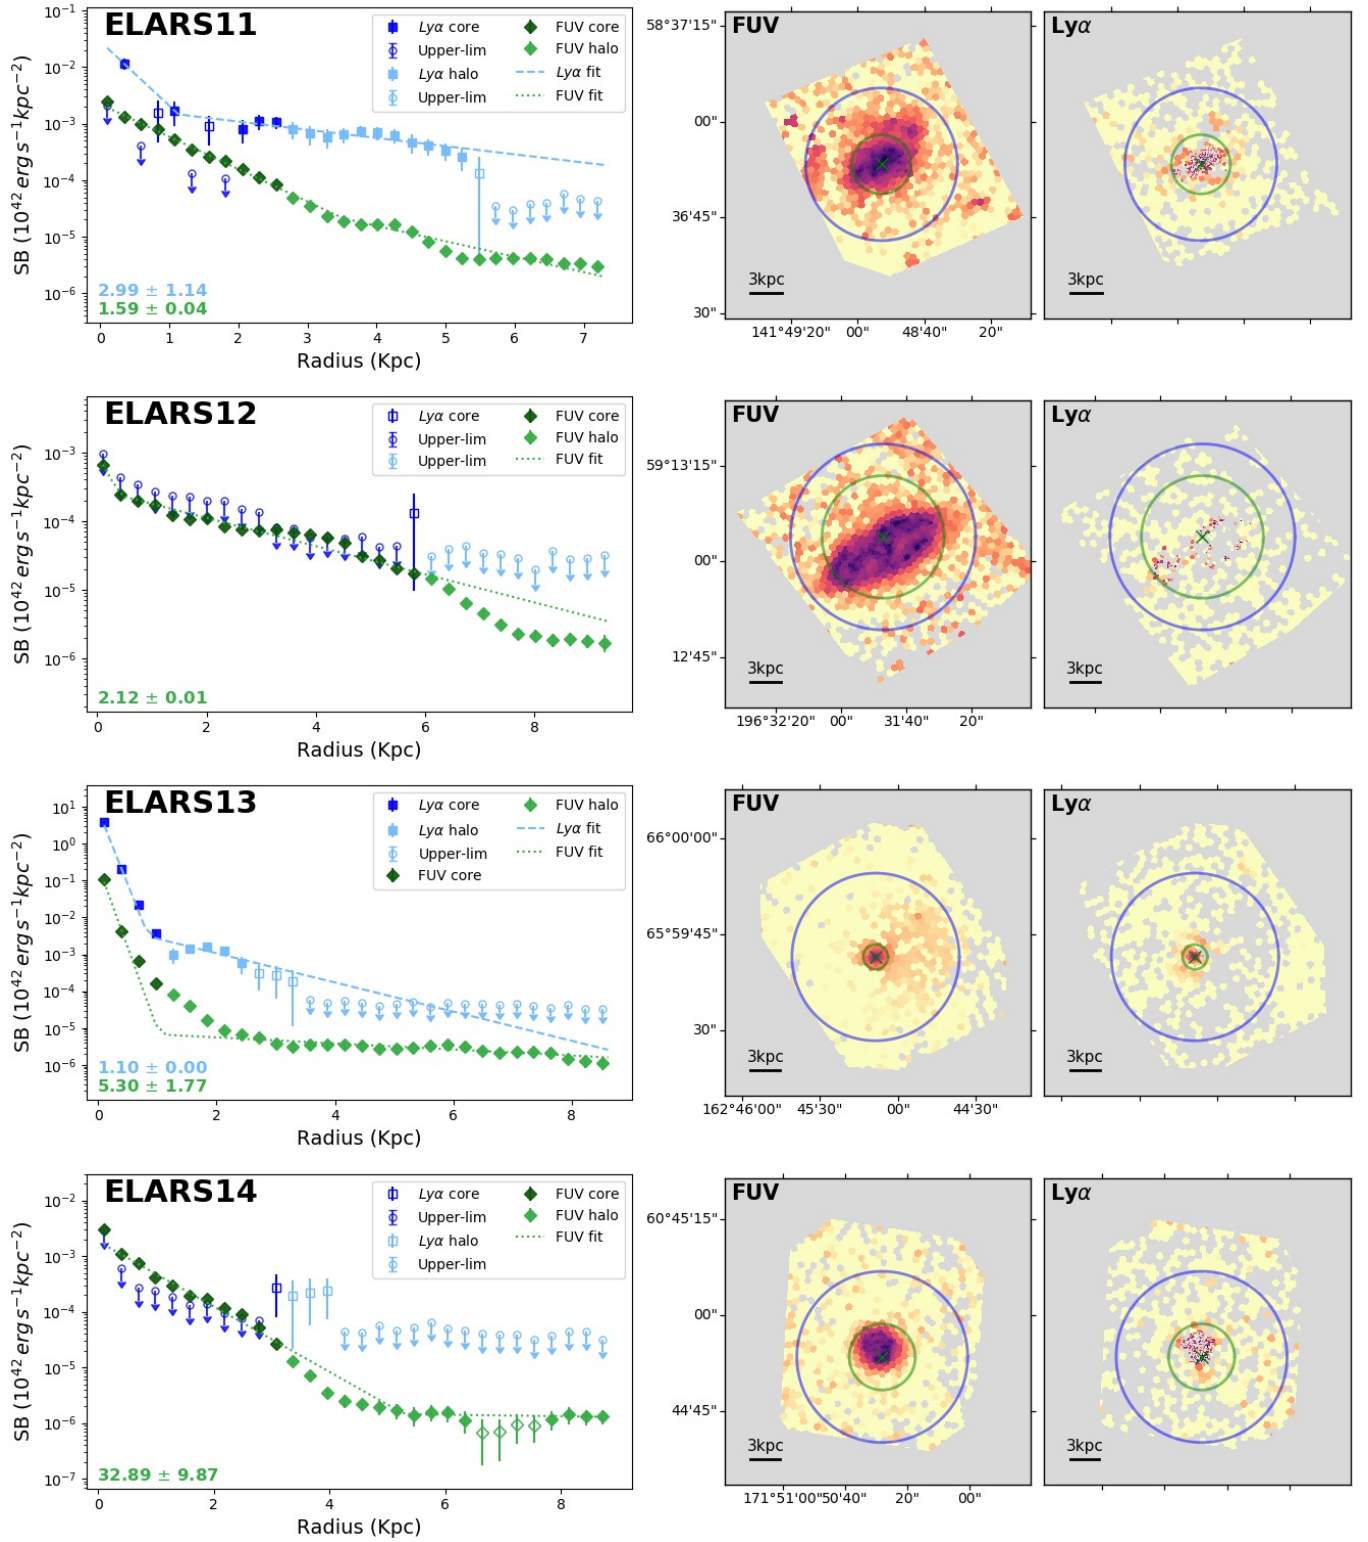 ELARS11
Lyα core
Upper-lim
Lyα halo
Upper-lim
FUV core
FUV halo
Lyα fit
FUV fit
SB (10^42 erg s^−1 kpc^−2)
10^−1
10^−2
10^−3
10^−4
10^−5
10^−6
2.99 ± 1.14
1.59 ± 0.04
0 1 2 3 4 5 6 7
Radius (Kpc)
FUV
58°37'15"
00"
36'45"
30"
3kpc
141°49'20" 00" 48'40" 20"
Lyα
3kpc
ELARS12
Lyα core
Upper-lim
Upper-lim
FUV core
FUV halo
FUV fit
SB (10^42 erg s^−1 kpc^−2)
10^−3
10^−4
10^−5
10^−6
2.12 ± 0.01
0 2 4 6 8
Radius (Kpc)
FUV
59°13'15"
00"
12'45"
3kpc
196°32'20" 00" 31'40" 20"
Lyα
3kpc
ELARS13
Lyα core
Lyα halo
Upper-lim
FUV core
FUV halo
Lyα fit
FUV fit
SB (10^42 erg s^−1 kpc^−2)
10^1
10^0
10^−1
10^−2
10^−3
10^−4
10^−5
10^−6
1.10 ± 0.00
5.30 ± 1.77
0 2 4 6 8
Radius (Kpc)
FUV
66°00'00"
65°59'45"
30"
3kpc
162°46'00" 45'30" 00" 44'30"
Lyα
3kpc
ELARS14
Lyα core
Upper-lim
Lyα halo
Upper-lim
FUV core
FUV halo
FUV fit
SB (10^42 erg s^−1 kpc^−2)
10^−2
10^−3
10^−4
10^−5
10^−6
10^−7
32.89 ± 9.87
0 2 4 6 8
Radius (Kpc)
FUV
60°45'15"
00"
44'45"
3kpc
171°51'00"50'40" 20" 00"
Lyα
3kpc